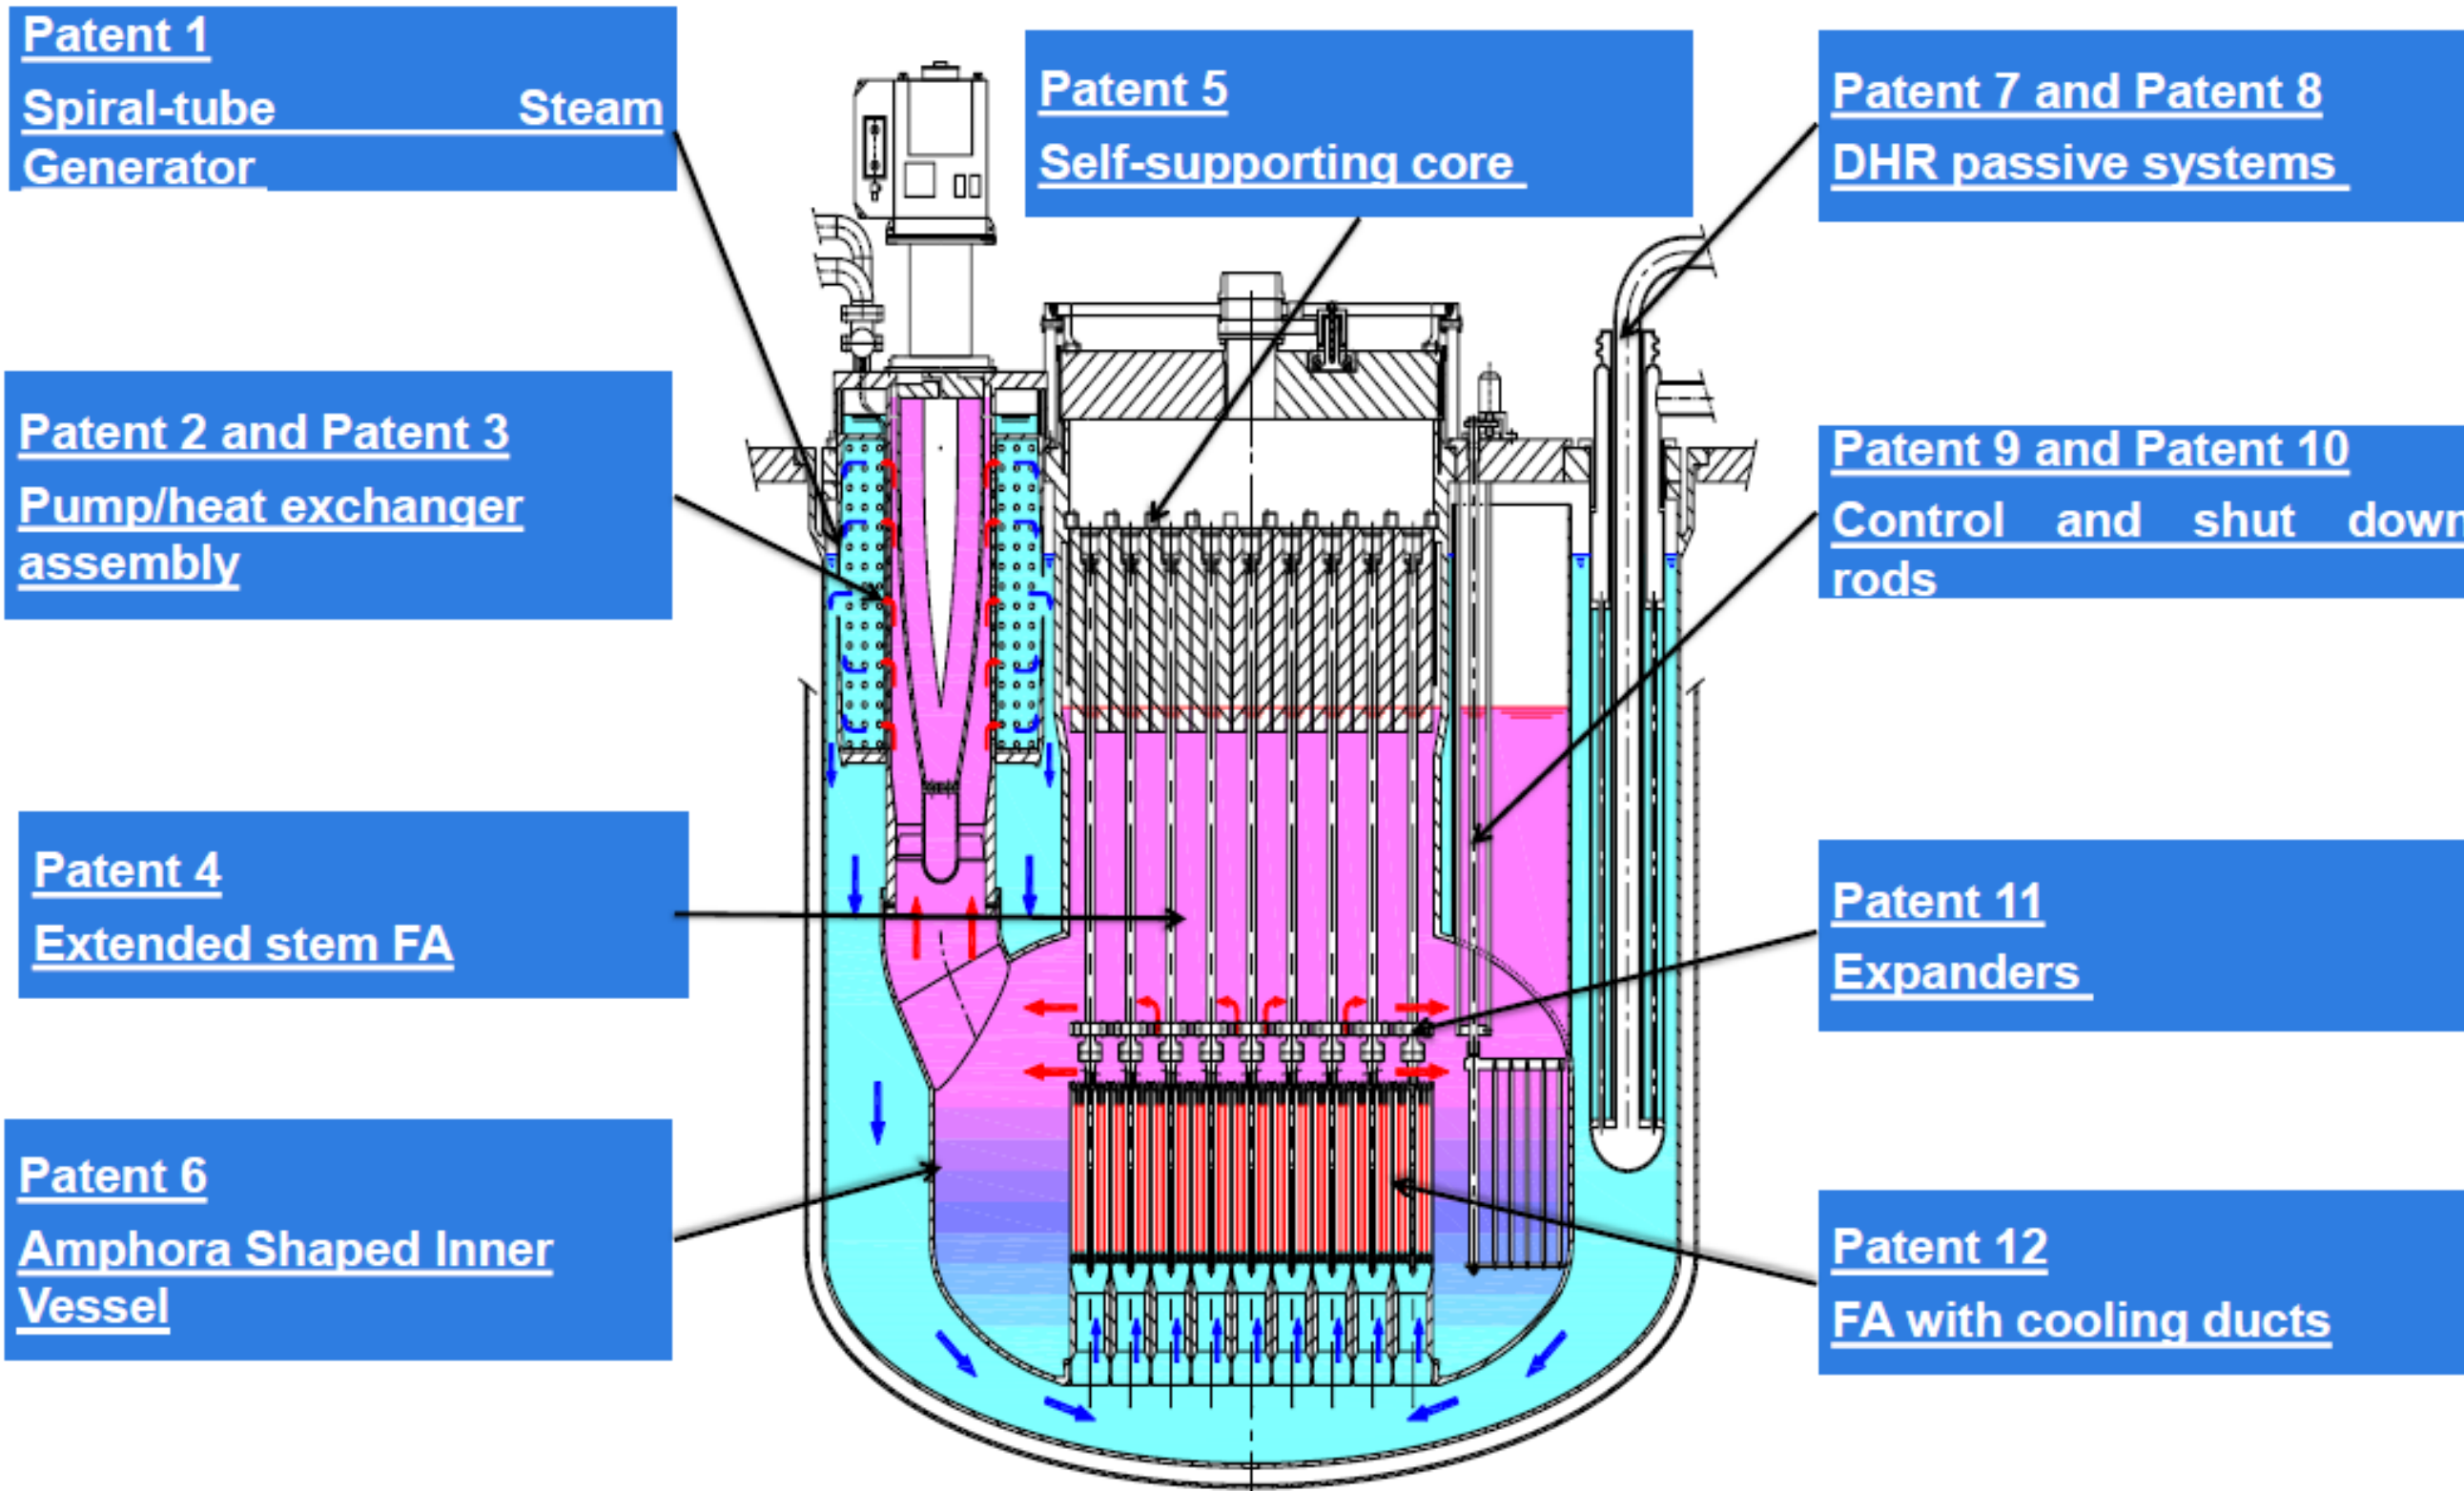 Patent 1
Spiral-tube Steam
Generator
Patent 5
Self-supporting core
Patent 7 and Patent 8
DHR passive systems
Patent 2 and Patent 3
Pump/heat exchanger
assembly
Patent 9 and Patent 10
Control and shut down
rods
Patent 4
Extended stem FA
Patent 11
Expanders
Patent 6
Amphora Shaped Inner
Vessel
Patent 12
FA with cooling ducts